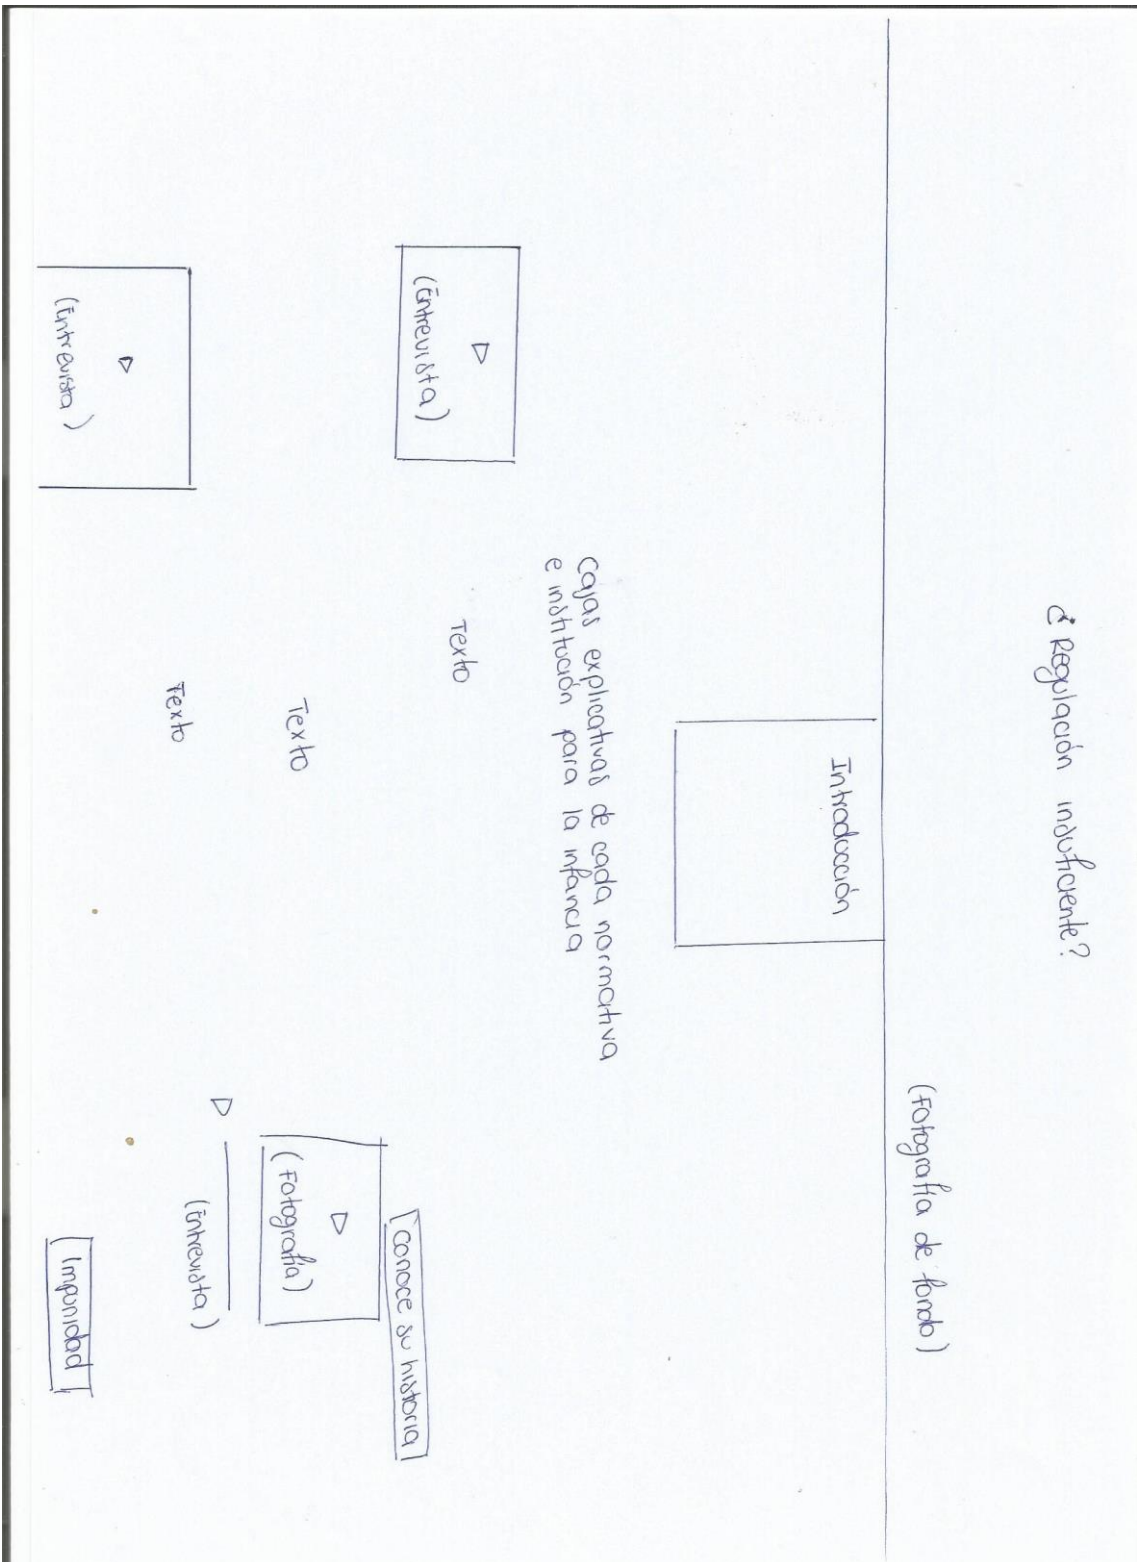 ¿Regulación insuficiente?
(Fotografía de fondo)
Introducción
Cajas explicativas de cada normativa
e institución para la infancia
(Entrevista)
Texto
Conoce su historia
(Fotografía)
Texto
(Entrevista)
Texto
(Entrevista)
Impunidad